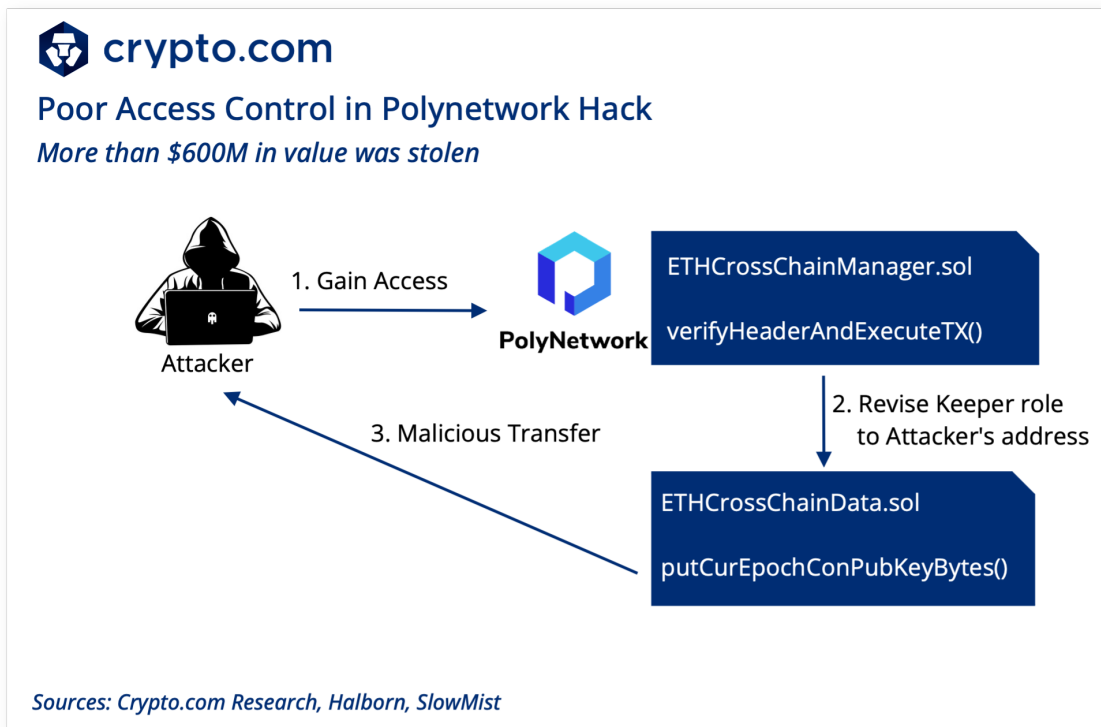 crypto.com
Poor Access Control in Polynetwork Hack
More than $600M in value was stolen
1. Gain Access
Attacker
PolyNetwork
ETHCrossChainManager.sol
verifyHeaderAndExecuteTX()
2. Revise Keeper role
to Attacker's address
3. Malicious Transfer
ETHCrossChainData.sol
putCurEpochConPubKeyBytes()
Sources: Crypto.com Research, Halborn, SlowMist